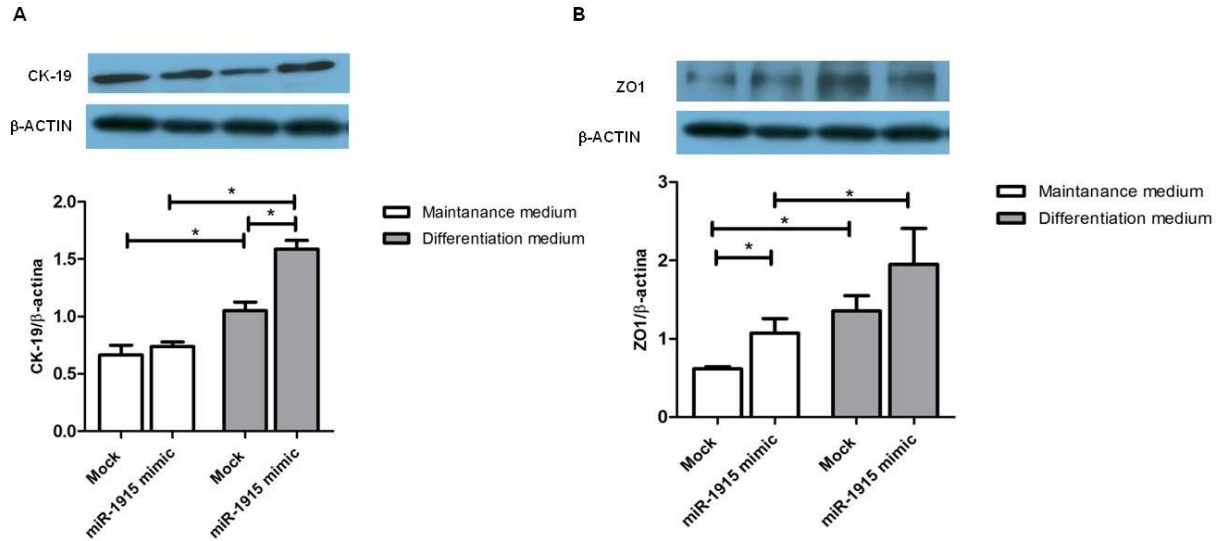 A
CK-19
β-ACTIN
2.0
1.5
1.0
0.5
0.0
CK-19/β-actina
*
*
*
Mock
miR-1915 mimic
Mock
miR-1915 mimic
Maintanance medium
Differentiation medium
B
ZO1
β-ACTIN
3
2
1
0
ZO1/β-actina
*
*
*
Mock
miR-1915 mimic
Mock
miR-1915 mimic
Maintanance medium
Differentiation medium